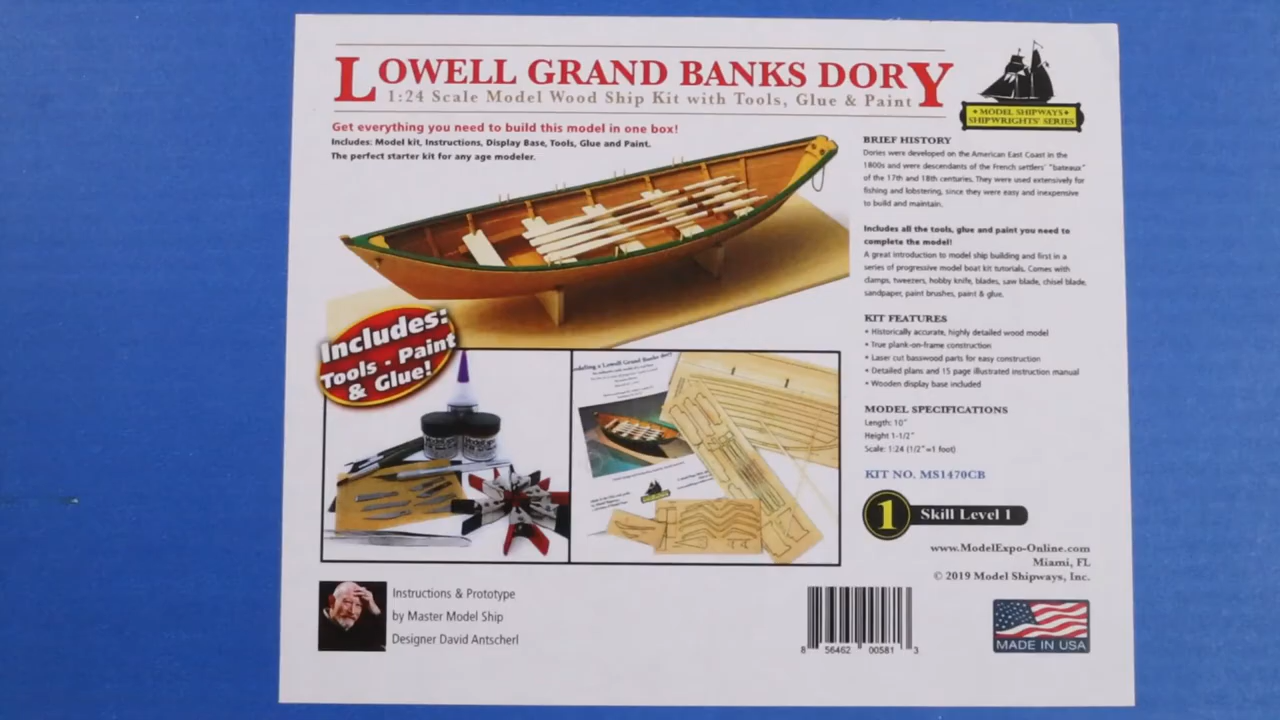 LOWELL GRAND BANKS DORY
1:24 Scale Model Wood Ship Kit with Tools, Glue & Paint
MODEL SHIPWAYS
SHIPWRIGHTS' SERIES
Get everything you need to build this model in one box!
Includes: Model kit, Instructions, Display Base, Tools, Glue and Paint.
The perfect starter kit for any age modeler.
Includes:
Tools - Paint
& Glue!
Instructions & Prototype
by Master Model Ship
Designer David Antscherl
BRIEF HISTORY
Dories were developed on the American East Coast in the
1800s and were descendants of the French settlers' "bateaux"
of the 17th and 18th centuries. They were used extensively for
fishing and lobstering, since they were easy and inexpensive
to build and maintain.
Includes all the tools, glue and paint you need to
complete the model!
A great introduction to model ship building and first in a
series of progressive model boat kit tutorials. Comes with
clamps, tweezers, hobby knife, blades, saw blade, chisel blade,
sandpaper, paint brushes, paint & glue.
KIT FEATURES
• Historically accurate, highly detailed wood model
• True plank-on-frame construction
• Laser cut basswood parts for easy construction
• Detailed plans and 15 page illustrated instruction manual
• Wooden display base included
MODEL SPECIFICATIONS
Length: 10"
Height 1-1/2"
Scale: 1:24 (1/2"=1 foot)
KIT NO. MS1470CB
1 Skill Level 1
www.ModelExpo-Online.com
Miami, FL
© 2019 Model Shipways, Inc.
8 56462 00581 3
MADE IN USA